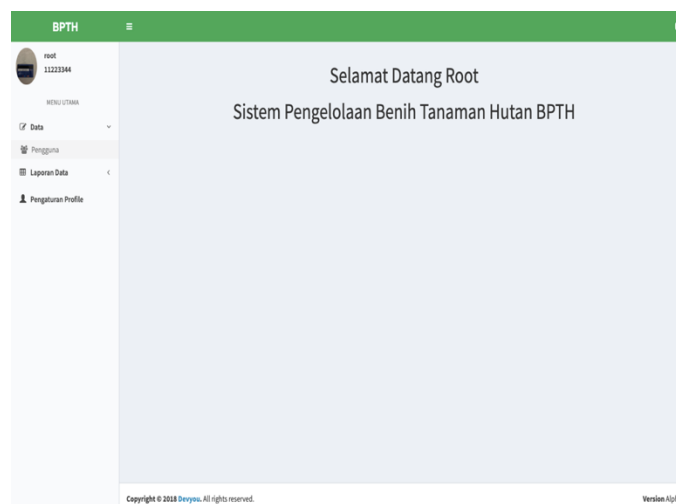 BPTH
root
11223344
MENU UTAMA
Data
Pengguna
Laporan Data
Pengaturan Profile
Selamat Datang Root
Sistem Pengelolaan Benih Tanaman Hutan BPTH
Copyright © 2018 Devyou. All rights reserved.
Version